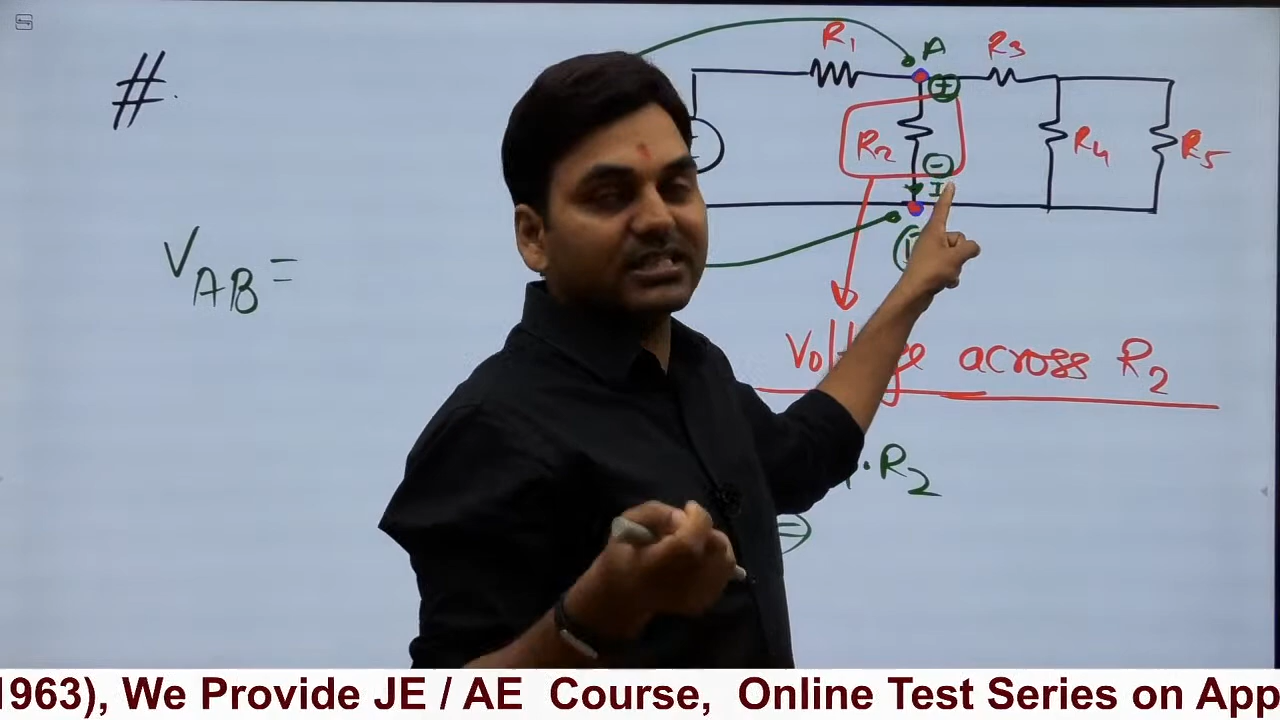 #.
R1
A
R3
+
R2
R4
R5
-
I
VAB =
Voltage across R2
. R2
1963), We Provide JE / AE Course, Online Test Series on App